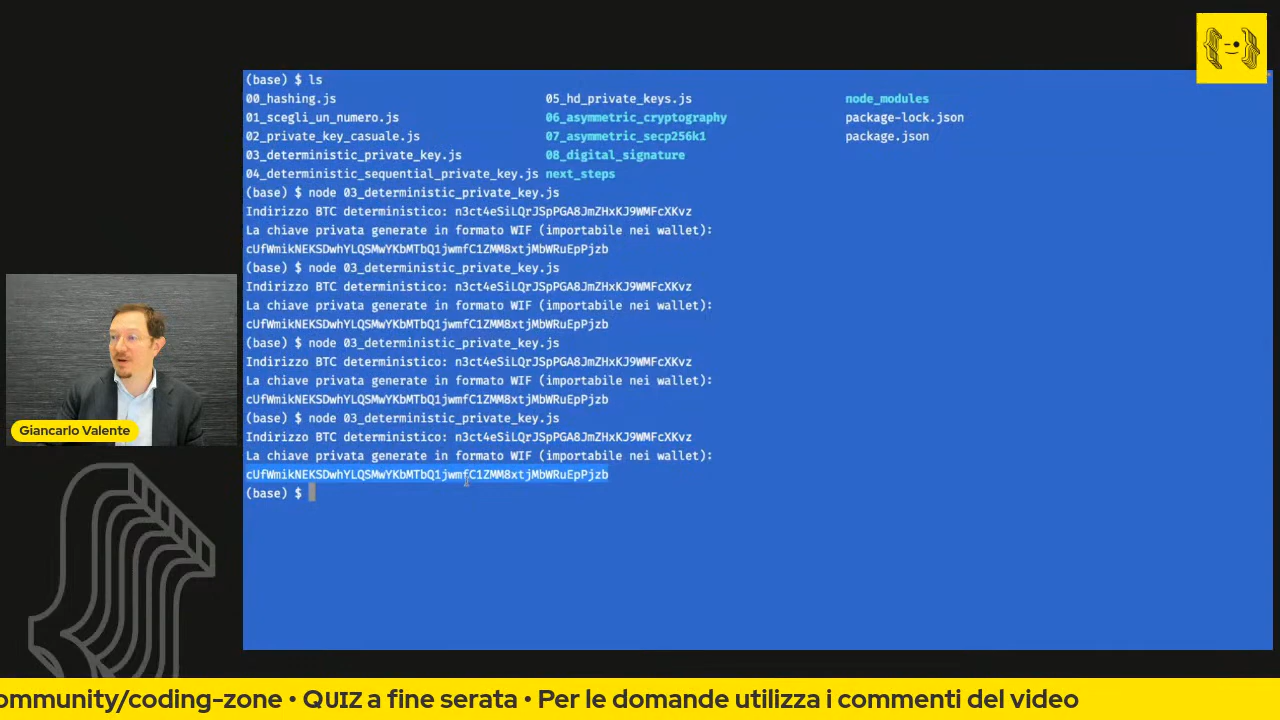 (base) $ ls
00_hashing.js 05_hd_private_keys.js node_modules
01_scegli_un_numero.js 06_asymmetric_cryptography package-lock.json
02_private_key_casuale.js 07_asymmetric_secp256k1 package.json
03_deterministic_private_key.js 08_digital_signature
04_deterministic_sequential_private_key.js next_steps
(base) $ node 03_deterministic_private_key.js
Indirizzo BTC deterministico: n3ct4eSiLQrJSpPGA8JmZHxKJ9WMFcXKvz
La chiave privata generate in formato WIF (importabile nei wallet):
cUfWmikNEKSDwhYLQSMwYKbMTbQ1jwmfC1ZMM8xtjMbWRuEpPjzb
(base) $ node 03_deterministic_private_key.js
Indirizzo BTC deterministico: n3ct4eSiLQrJSpPGA8JmZHxKJ9WMFcXKvz
La chiave privata generate in formato WIF (importabile nei wallet):
cUfWmikNEKSDwhYLQSMwYKbMTbQ1jwmfC1ZMM8xtjMbWRuEpPjzb
(base) $ node 03_deterministic_private_key.js
Indirizzo BTC deterministico: n3ct4eSiLQrJSpPGA8JmZHxKJ9WMFcXKvz
La chiave privata generate in formato WIF (importabile nei wallet):
cUfWmikNEKSDwhYLQSMwYKbMTbQ1jwmfC1ZMM8xtjMbWRuEpPjzb
(base) $ node 03_deterministic_private_key.js
Indirizzo BTC deterministico: n3ct4eSiLQrJSpPGA8JmZHxKJ9WMFcXKvz
La chiave privata generate in formato WIF (importabile nei wallet):
cUfWmikNEKSDwhYLQSMwYKbMTbQ1jwmfC1ZMM8xtjMbWRuEpPjzb
(base) $
Giancarlo Valente
ommunity/coding-zone • QUIZ a fine serata • Per le domande utilizza i commenti del video